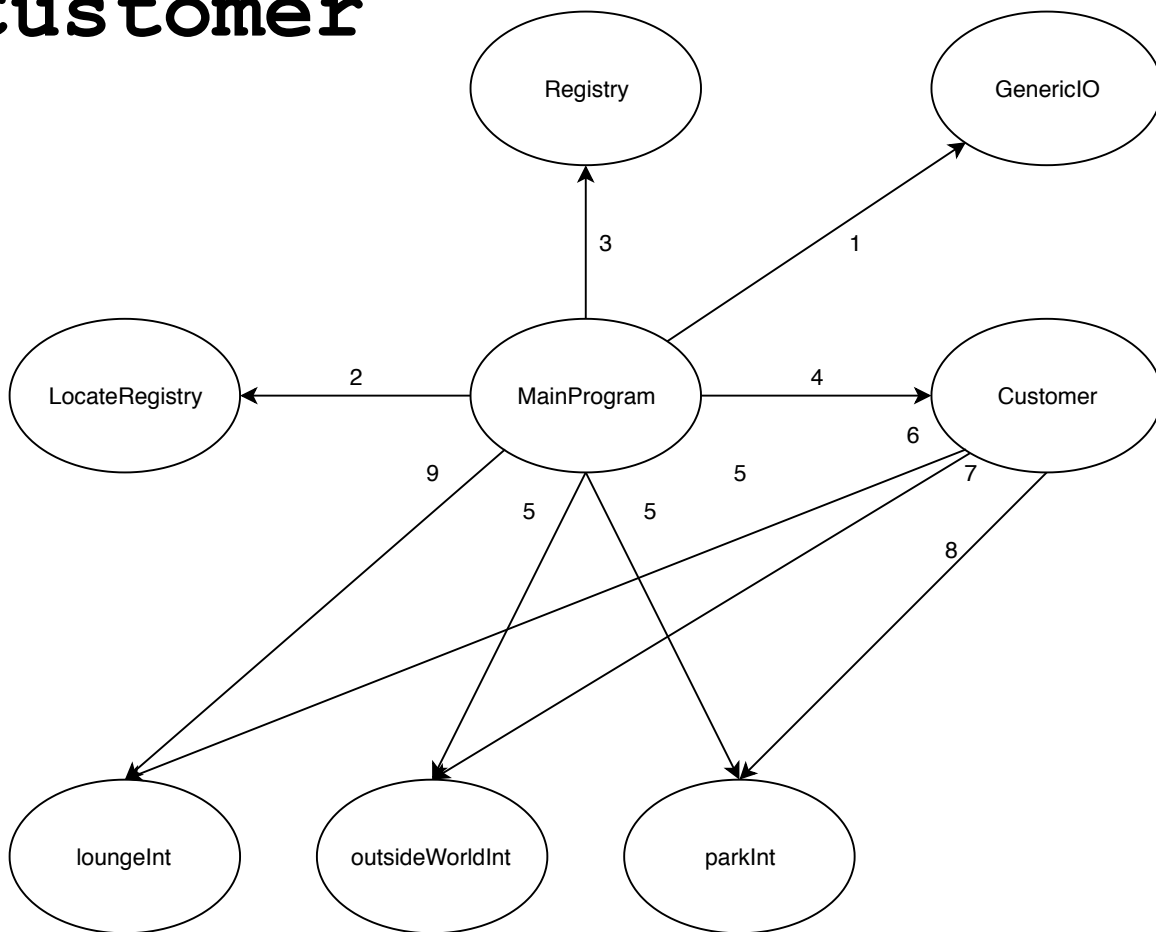 Customer
Registry
GenericIO
3
1
LocateRegistry
2
MainProgram
4
Customer
6
9
5
7
5
5
8
loungeInt
outsideWorldInt
parkInt